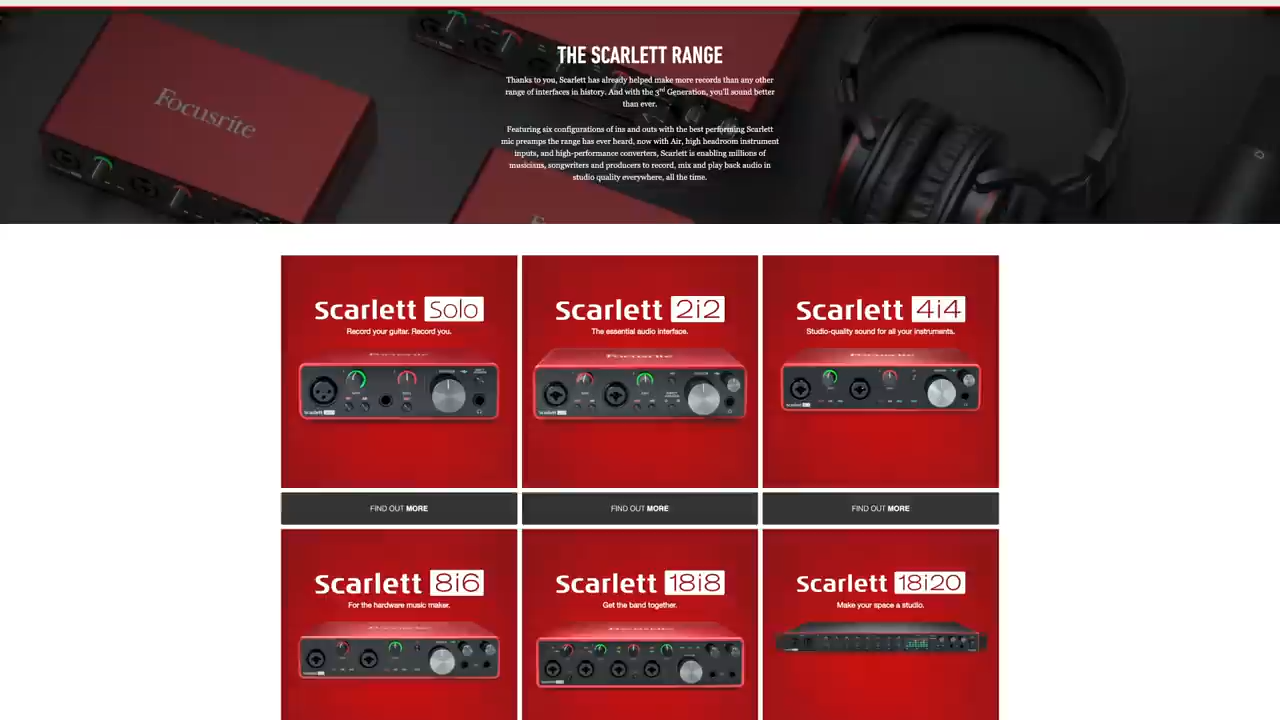 THE SCARLETT RANGE
Thanks to you, Scarlett has already helped make more records than any other
range of interfaces in history. And with the 3rd Generation, you'll sound better
than ever.
Featuring six configurations of ins and outs with the best performing Scarlett
mic preamps the range has ever heard, now with Air, high headroom instrument
inputs, and high-performance converters, Scarlett is enabling millions of
musicians, songwriters and producers to record, mix and play back audio in
studio quality everywhere, all the time.
Focusrite
Scarlett Solo
Record your guitar. Record you.
Scarlett 2i2
The essential audio interface.
Focusrite
Scarlett 4i4
Studio-quality sound for all your instruments.
FIND OUT MORE
FIND OUT MORE
FIND OUT MORE
Scarlett 8i6
For the hardware music maker.
Scarlett 18i8
Get the band together.
Scarlett 18i20
Make your space a studio.